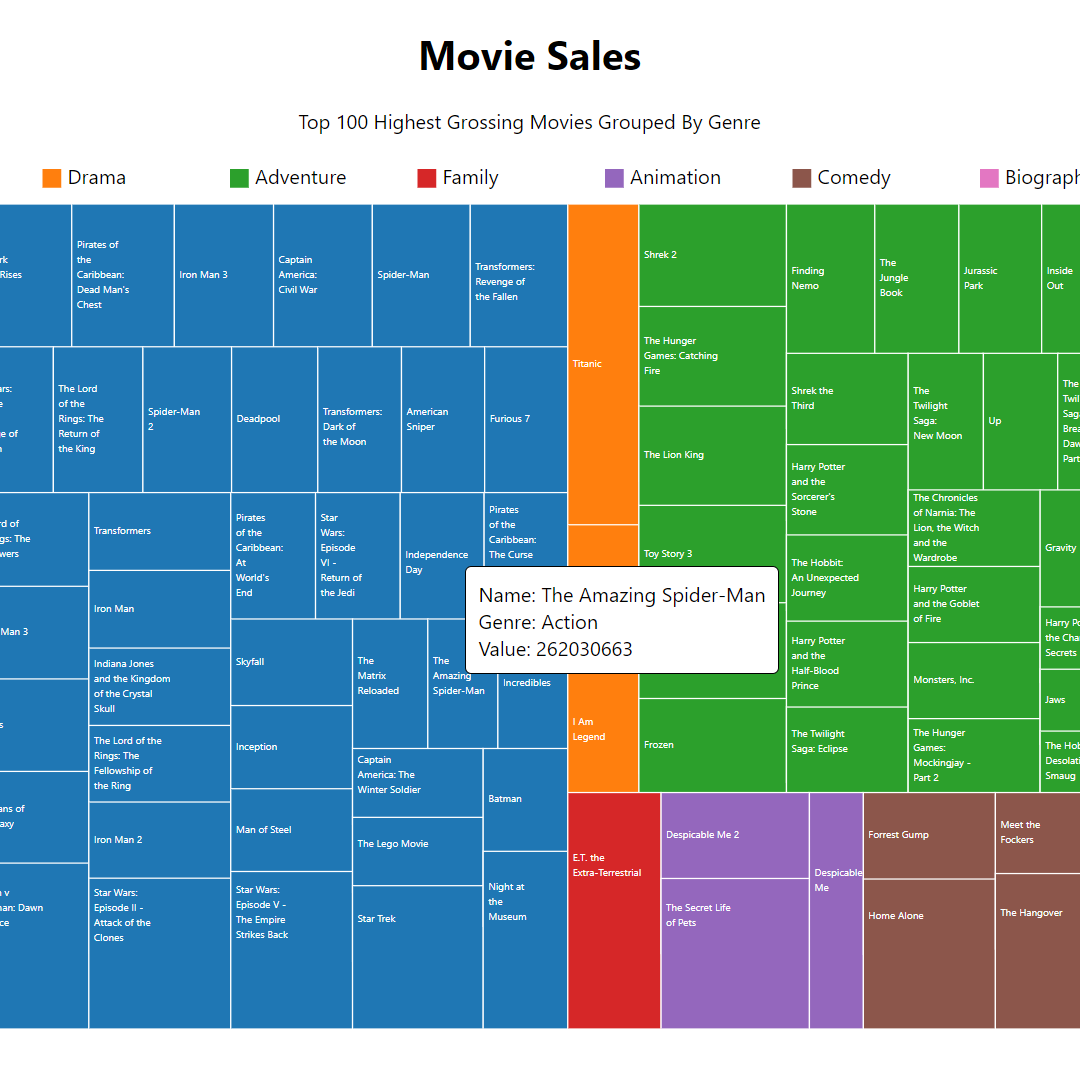 Movie Sales
Top 100 Highest Grossing Movies Grouped By Genre
Drama
Adventure
Family
Animation
Comedy
Biograph
rk
Rises
Pirates of
the
Caribbean:
Dead Man's
Chest
Iron Man 3
Captain
America:
Civil War
Spider-Man
Transformers:
Revenge of
the Fallen
ars:
e
e of
The Lord
of the
Rings: The
Return of
the King
Spider-Man
2
Deadpool
Transformers:
Dark of
the Moon
American
Sniper
Furious 7
rd of
gs: The
wers
Transformers
Pirates
of the
Caribbean:
At
World's
End
Star
Wars:
Episode
VI -
Return of
the Jedi
Independence
Day
Pirates
of the
Caribbean:
The Curse
Man 3
Iron Man
Indiana Jones
and the Kingdom
of the Crystal
Skull
Skyfall
The
Matrix
Reloaded
The
Amazing
Spider-Man
Incredibles
s
The Lord of the
Rings: The
Fellowship of
the Ring
Inception
Captain
America: The
Winter Soldier
Batman
ans of
axy
Iron Man 2
Man of Steel
The Lego Movie
n v
man: Dawn
ce
Star Wars:
Episode II -
Attack of the
Clones
Star Wars:
Episode V -
The Empire
Strikes Back
Star Trek
Night at
the
Museum
Titanic
I Am
Legend
Name: The Amazing Spider-Man
Genre: Action
Value: 262030663
Shrek 2
The Hunger
Games: Catching
Fire
The Lion King
Toy Story 3
Frozen
Finding
Nemo
The
Jungle
Book
Jurassic
Park
Inside
Out
Shrek the
Third
Harry Potter
and the
Sorcerer's
Stone
The Hobbit:
An Unexpected
Journey
Harry Potter
and the
Half-Blood
Prince
The Twilight
Saga: Eclipse
The
Twilight
Saga:
New Moon
Up
The
Twil
Saga
Brea
Daw
Part
The Chronicles
of Narnia: The
Lion, the Witch
and the
Wardrobe
Harry Potter
and the Goblet
of Fire
Monsters, Inc.
The Hunger
Games:
Mockingjay -
Part 2
Gravity
Harry Po
the Cha
Secrets
Jaws
The Hob
Desolati
Smaug
E.T. the
Extra-Terrestrial
Despicable Me 2
The Secret Life
of Pets
Despicable
Me
Forrest Gump
Home Alone
Meet the
Fockers
The Hangover